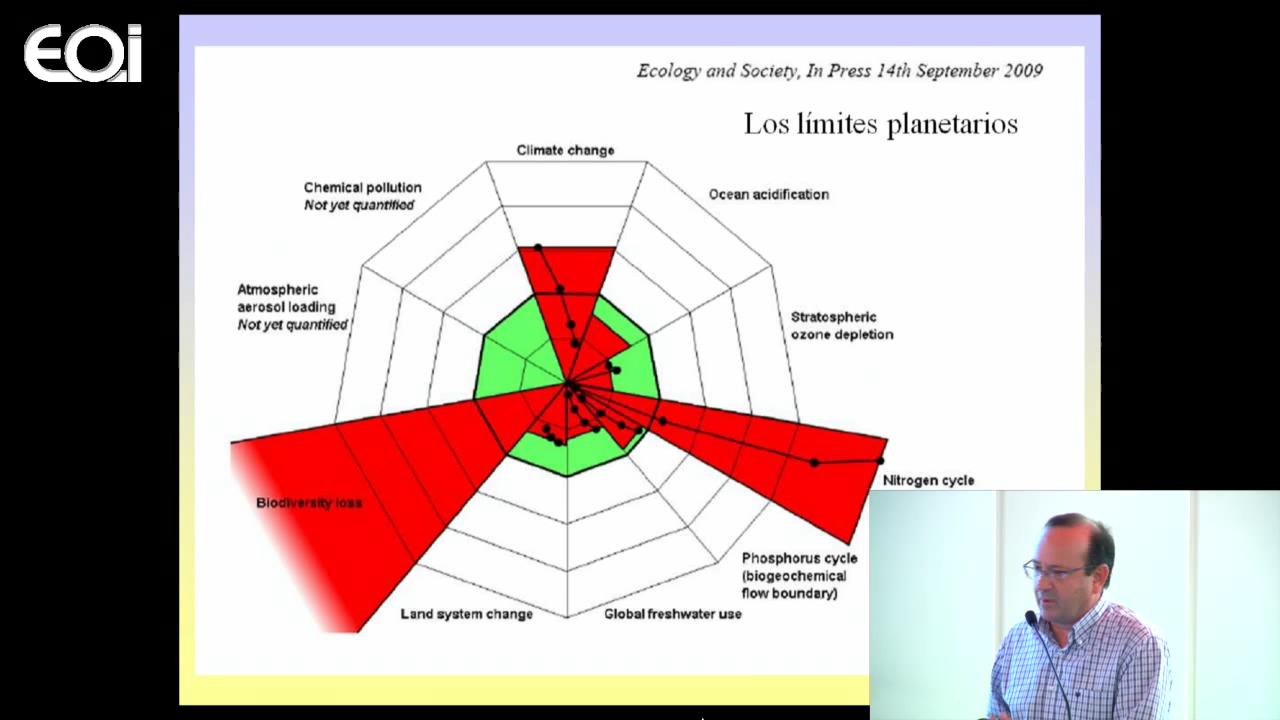 EOi
Ecology and Society, In Press 14th September 2009
Los límites planetarios
Climate change
Chemical pollution
Not yet quantified
Ocean acidification
Atmospheric
aerosol loading
Not yet quantified
Stratospheric
ozone depletion
Biodiversity loss
Nitrogen cycle
Phosphorus cycle
(biogeochemical
flow boundary)
Land system change
Global freshwater use